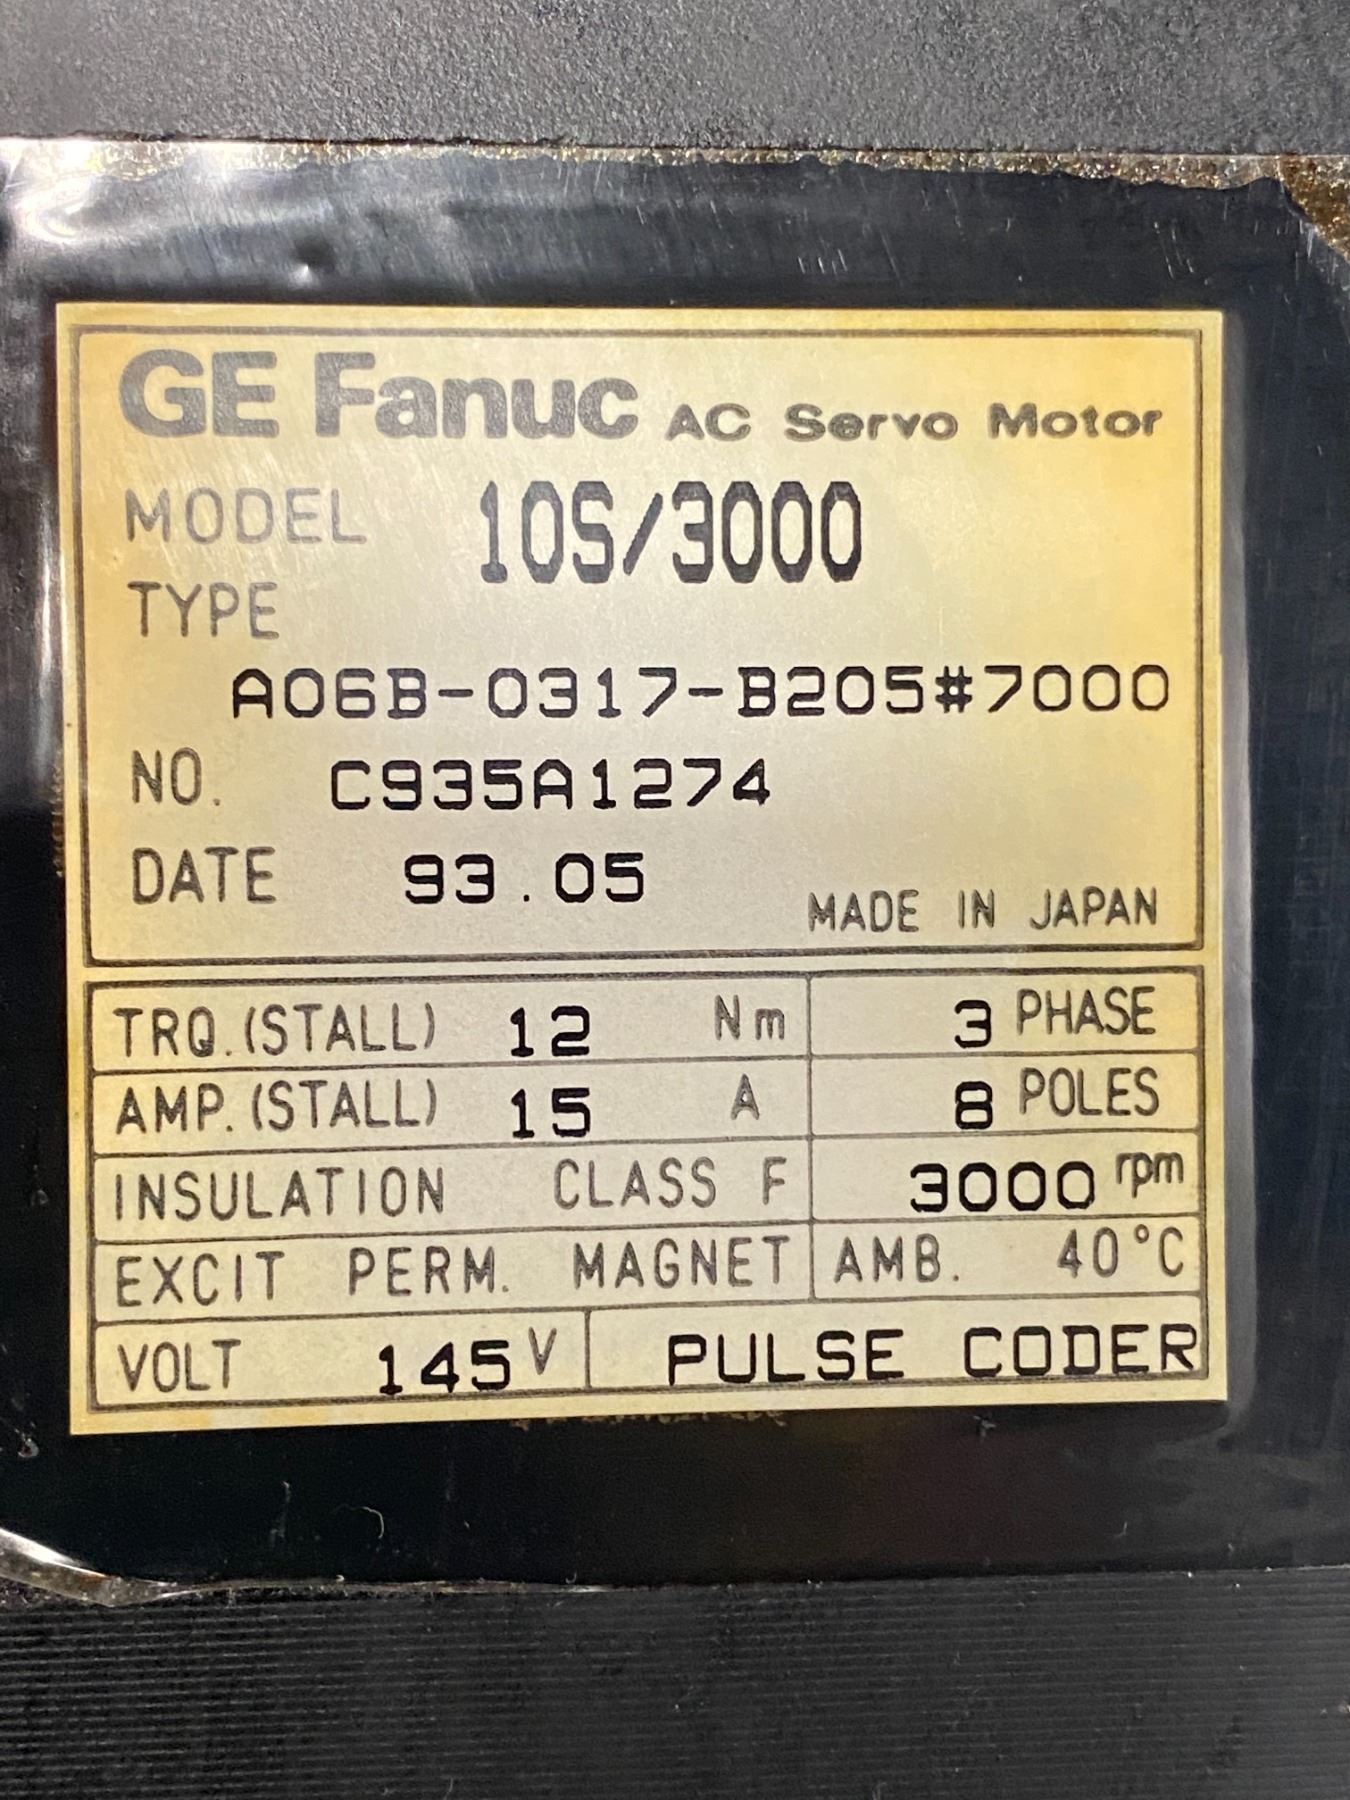 GE Fanuc AC Servo Motor
MODEL 10S/3000
TYPE
A06B-0317-B205#7000
NO. C935A1274
DATE 93.05
MADE IN JAPAN
TRQ.(STALL) 12 Nm 3 PHASE
AMP.(STALL) 15 A 8 POLES
INSULATION CLASS F 3000 rpm
EXCIT PERM. MAGNET AMB. 40°C
VOLT 145 V PULSE CODER